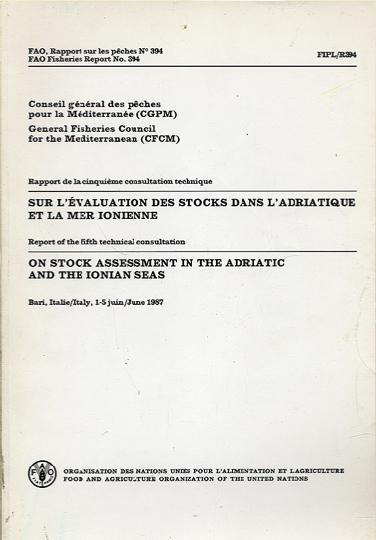 FAO, Rapport sur les pêches Nº 394
FAO Fisheries Report No. 394
FIPL/R394
Conseil général des pêches
pour la Méditerranée (CGPM)
General Fisheries Council
for the Mediterranean (CFCM)
Rapport de la cinquième consultation technique
SUR L'ÉVALUATION DES STOCKS DANS L'ADRIATIQUE
ET LA MER IONIENNE
Report of the fifth technical consultation
ON STOCK ASSESSMENT IN THE ADRIATIC
AND THE IONIAN SEAS
Bari, Italie/Italy, 1-5 juin/June 1987
ORGANISATION DES NATIONS UNIES POUR L'ALIMENTATION ET L'AGRICULTURE
FOOD AND AGRICULTURE ORGANIZATION OF THE UNITED NATIONS